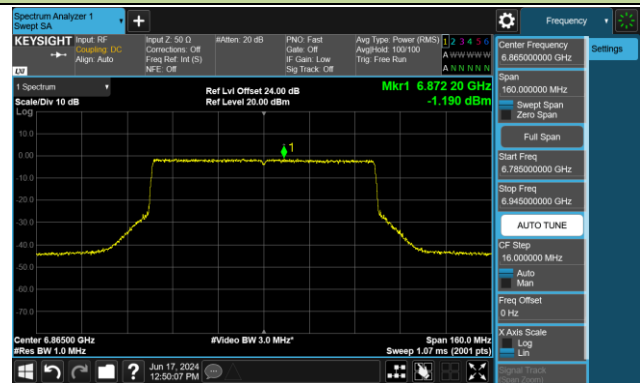 Spectrum Analyzer 1
Swept SA
Frequency
KEYSIGHT
Input: RF
Coupling: DC
Align: Auto
Input Z: 50 Ω
Corrections: Off
Freq Ref: Int (S)
NFE: Off
#Atten: 20 dB
PNO: Fast
Gate: Off
IF Gain: Low
Sig Track: Off
Avg Type: Power (RMS)
Avg|Hold: 100/100
Trig: Free Run
1 2 3 4 5 6
A W W W W W
A N N N N N
LXI
1 Spectrum
Scale/Div 10 dB
Log
Ref Lvl Offset 24.00 dB
Ref Level 20.00 dBm
Mkr1 6.872 20 GHz
-1.190 dBm
10.0
0.00
-10.0
-20.0
-30.0
-40.0
-50.0
-60.0
-70.0
1
Center 6.86500 GHz
#Res BW 1.0 MHz
#Video BW 3.0 MHz*
Span 160.0 MHz
Sweep 1.07 ms (2001 pts)
Jun 17, 2024
12:50:07 PM
Center Frequency
6.865000000 GHz
Settings
Span
160.000000 MHz
Swept Span
Zero Span
Full Span
Start Freq
6.785000000 GHz
Stop Freq
6.945000000 GHz
AUTO TUNE
CF Step
16.000000 MHz
Auto
Man
Freq Offset
0 Hz
X Axis Scale
Log
Lin
Signal Track
(Span Zoom)